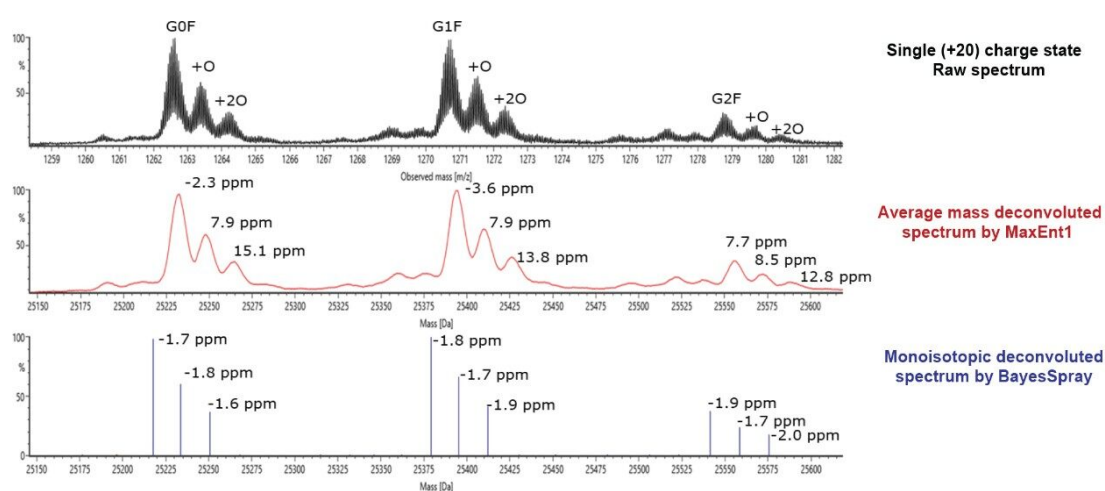 G0F
+O
+2O
G1F
+O
+2O
G2F
+O
+2O
100
%
50
1259 1260 1261 1262 1263 1264 1265 1266 1267 1268 1269 1270 1271 1272 1273 1274 1275 1276 1277 1278 1279 1280 1281 1282
Observed mass [m/z]
Single (+20) charge state
Raw spectrum
-2.3 ppm
7.9 ppm
15.1 ppm
-3.6 ppm
7.9 ppm
13.8 ppm
7.7 ppm
8.5 ppm
12.8 ppm
100
%
50
25150 25175 25200 25225 25250 25275 25300 25325 25350 25375 25400 25425 25450 25475 25500 25525 25550 25575 25600
Mass [Da]
Average mass deconvoluted
spectrum by MaxEnt1
-1.7 ppm
-1.8 ppm
-1.6 ppm
-1.8 ppm
-1.7 ppm
-1.9 ppm
-1.9 ppm
-1.7 ppm
-2.0 ppm
100
%
50
0
25150 25175 25200 25225 25250 25275 25300 25325 25350 25375 25400 25425 25450 25475 25500 25525 25550 25575 25600
Mass [Da]
Monoisotopic deconvoluted
spectrum by BayesSpray